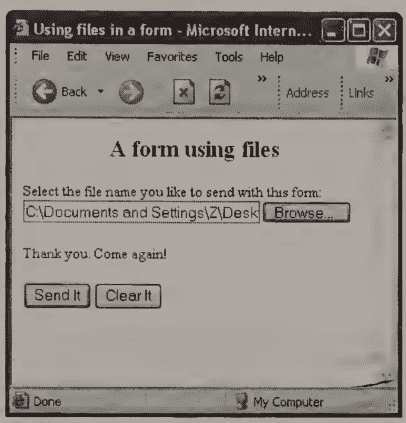 Using files in a form - Microsoft Intern...
File Edit View Favorites Tools Help
Back » Address Links »
A form using files
Select the file name you like to send with this form:
C:\Documents and Settings\Z\Desk Browse...
Thank you. Come again!
Send It Clear It
Done My Computer